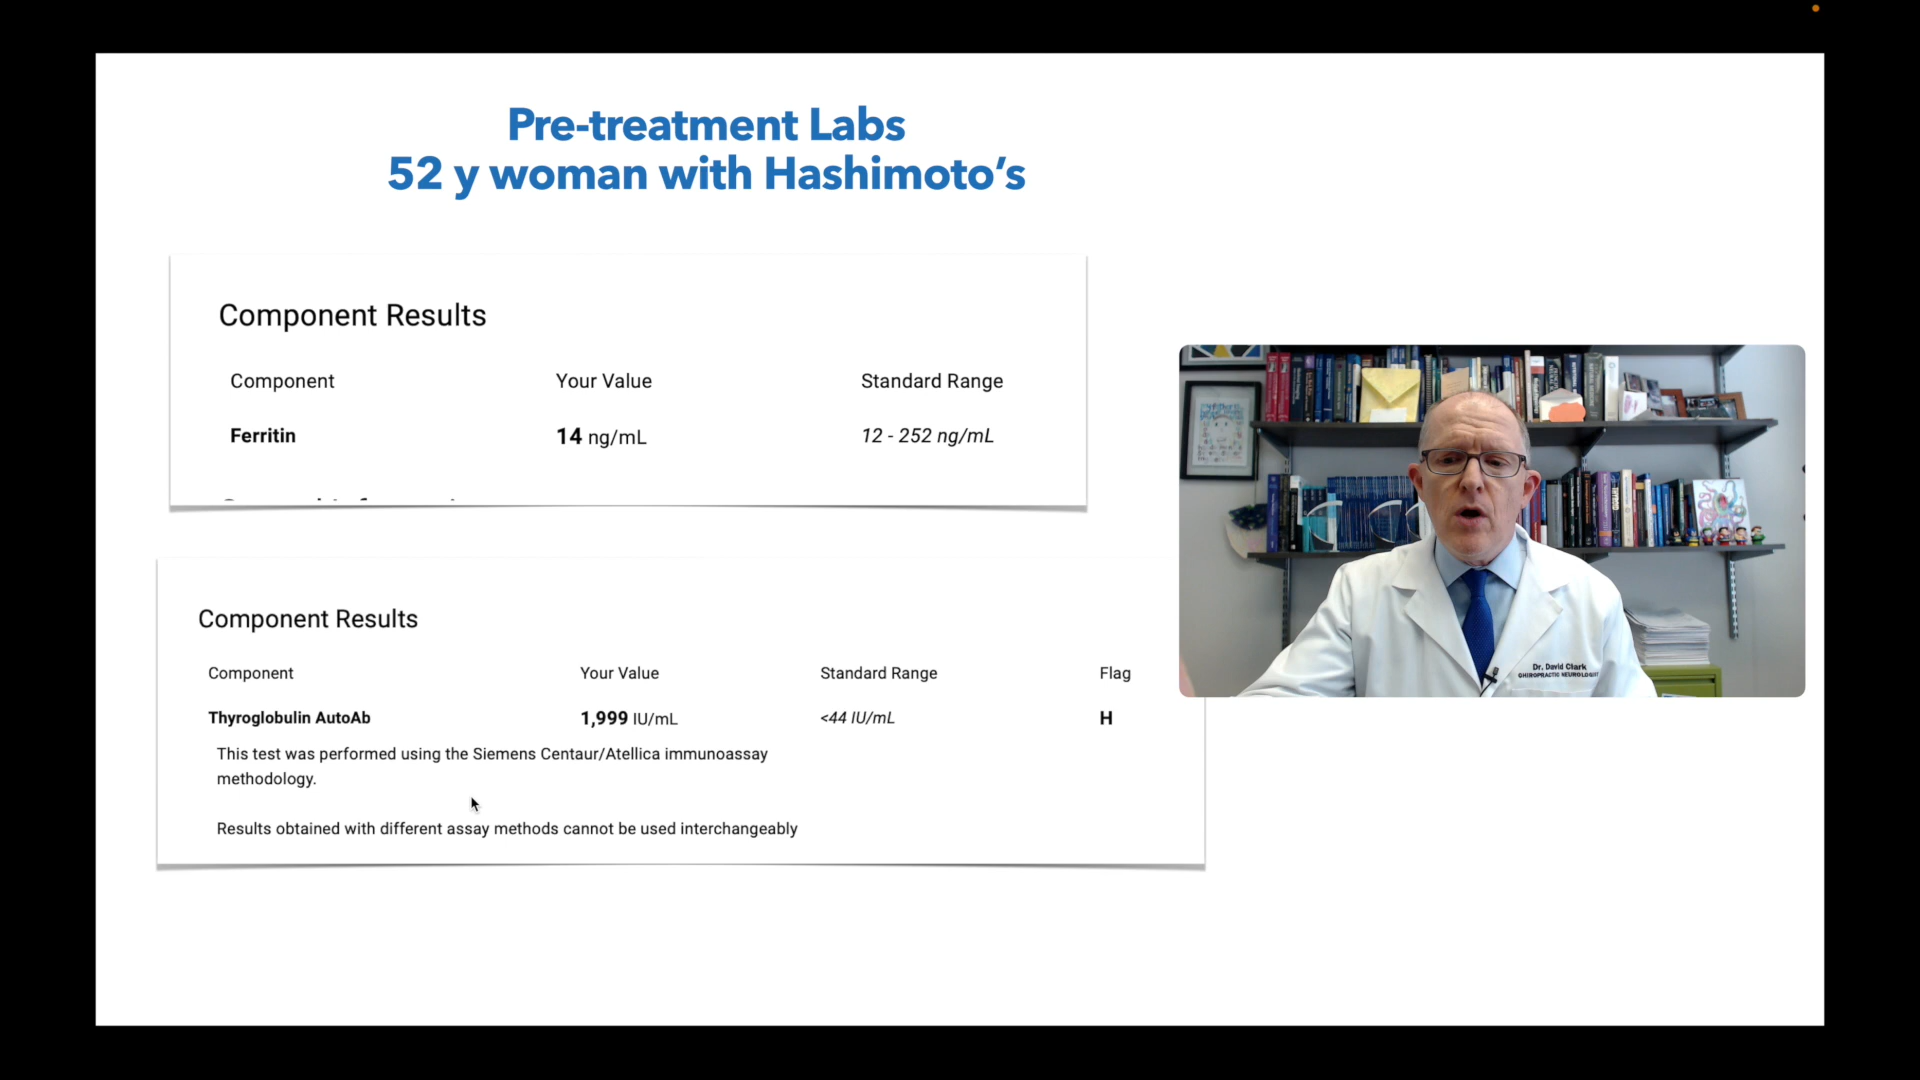 Pre-treatment Labs
52 y woman with Hashimoto’s
Component Results
Component Your Value Standard Range
Ferritin 14 ng/mL 12 - 252 ng/mL
Component Results
Component Your Value Standard Range Flag
Thyroglobulin AutoAb 1,999 IU/mL <44 IU/mL H
This test was performed using the Siemens Centaur/Atellica immunoassay
methodology.
Results obtained with different assay methods cannot be used interchangeably
Dr. David Clark
CHIROPRACTIC NEUROLOGIST